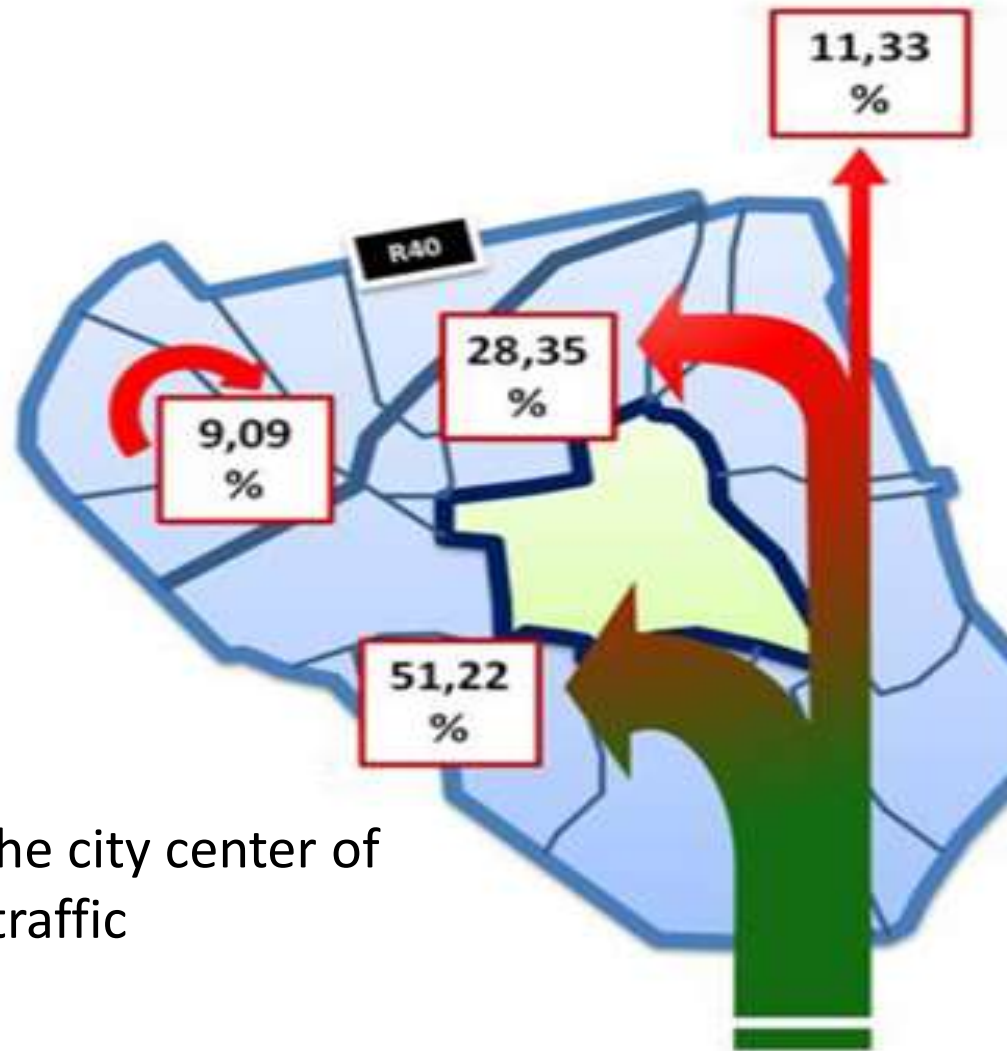 11,33
%
R40
28,35
%
9,09
%
51,22
%
he city center of
traffic